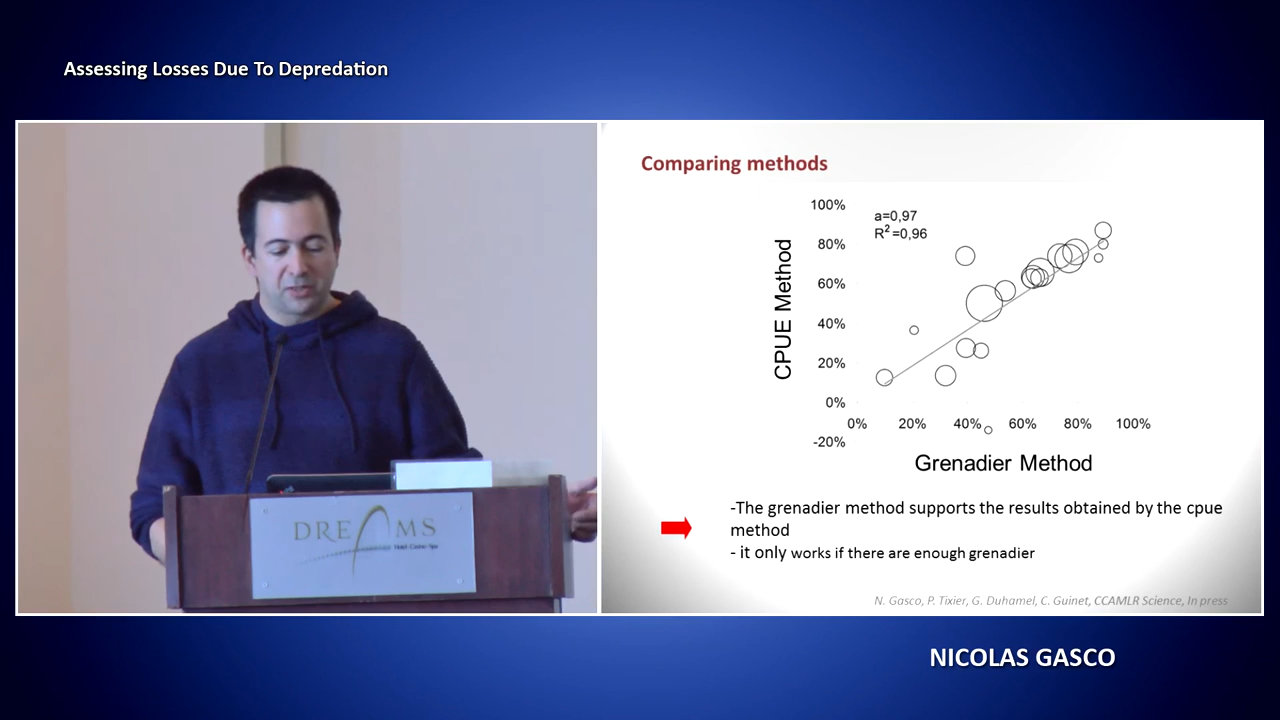 Assessing Losses Due To Depredation
Comparing methods
100%
a=0,97
R²=0,96
80%
60%
40%
20%
0%
-20%
CPUE Method
0% 20% 40% 60% 80% 100%
Grenadier Method
-The grenadier method supports the results obtained by the cpue
method
- it only works if there are enough grenadier
N. Gasco, P. Tixier, G. Duhamel, C. Guinet, CCAMLR Science, In press
DREAMS
Hotel·Casino·Spa
NICOLAS GASCO